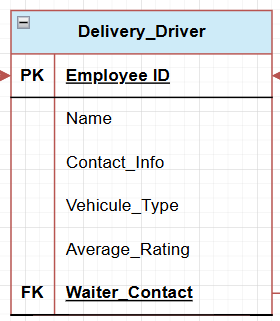 Delivery_Driver
PK Employee ID
Name
Contact_Info
Vehicule_Type
Average_Rating
FK Waiter_Contact